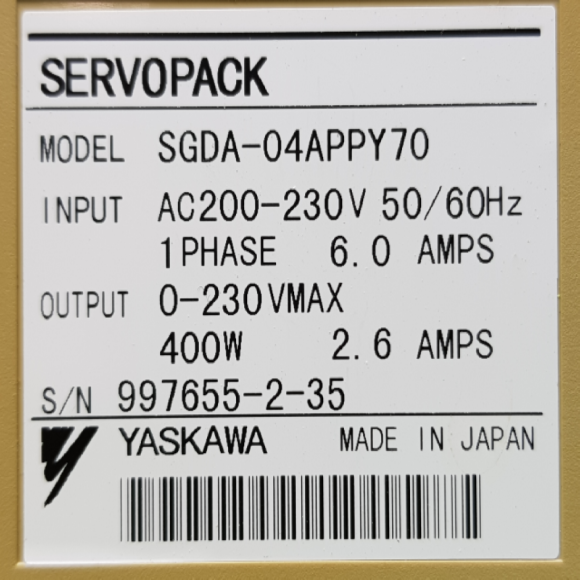 SERVOPACK
MODEL SGDA-04APPY70
INPUT AC200-230V 50/60Hz
1PHASE 6.0 AMPS
OUTPUT 0-230VMAX
400W 2.6 AMPS
S/N 997655-2-35
YASKAWA MADE IN JAPAN